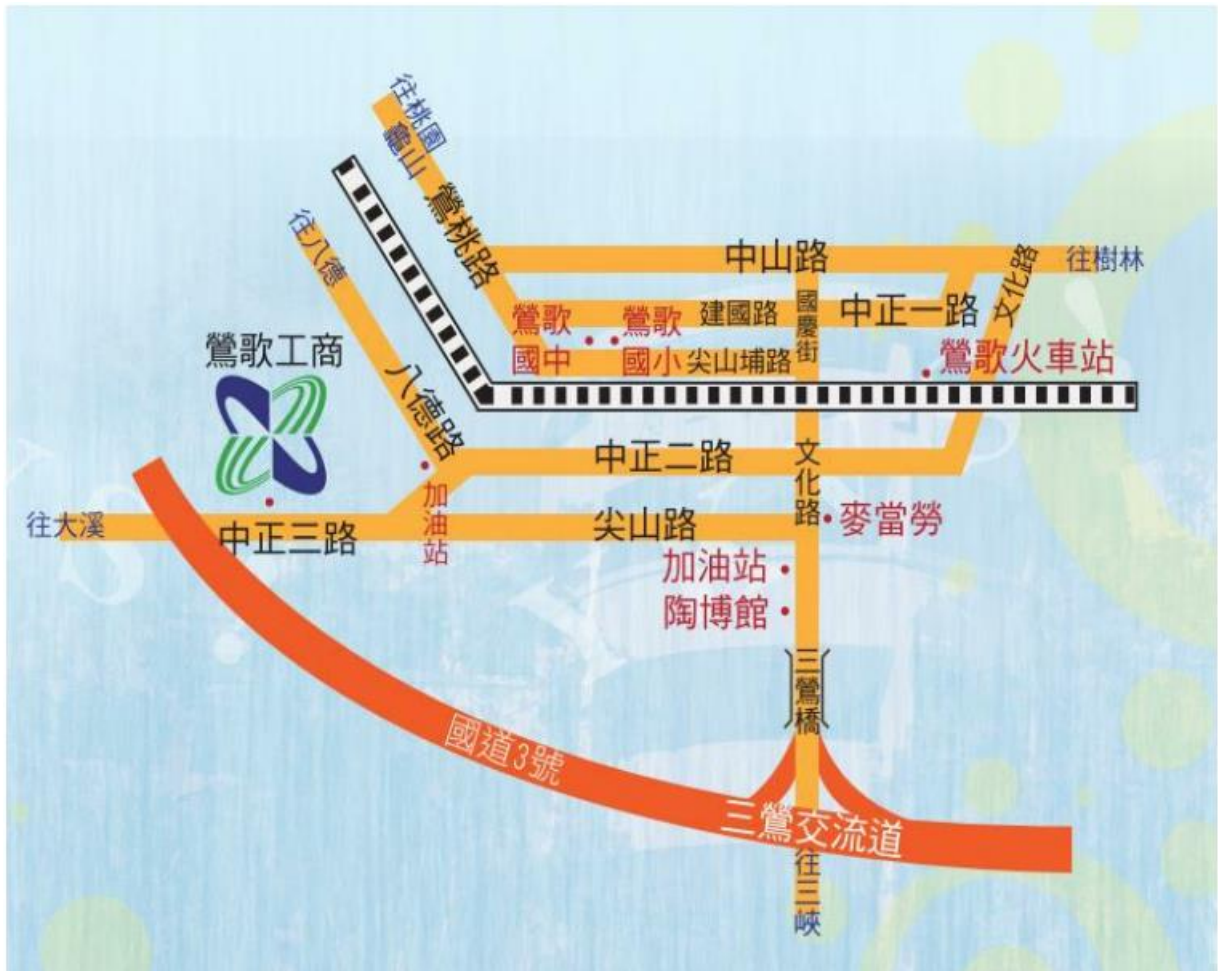 往桃園
龜山
鶯桃路
往八德
八德路
中山路
往樹林
文化路
國慶街
建國路
中正一路
鶯歌
國中
鶯歌
國小
尖山埔路
鶯歌火車站
鶯歌工商
中正二路
文化路
加油站
麥當勞
往大溪
中正三路
尖山路
加油站
陶博館
三鶯橋
國道3號
三鶯交流道
往三峽